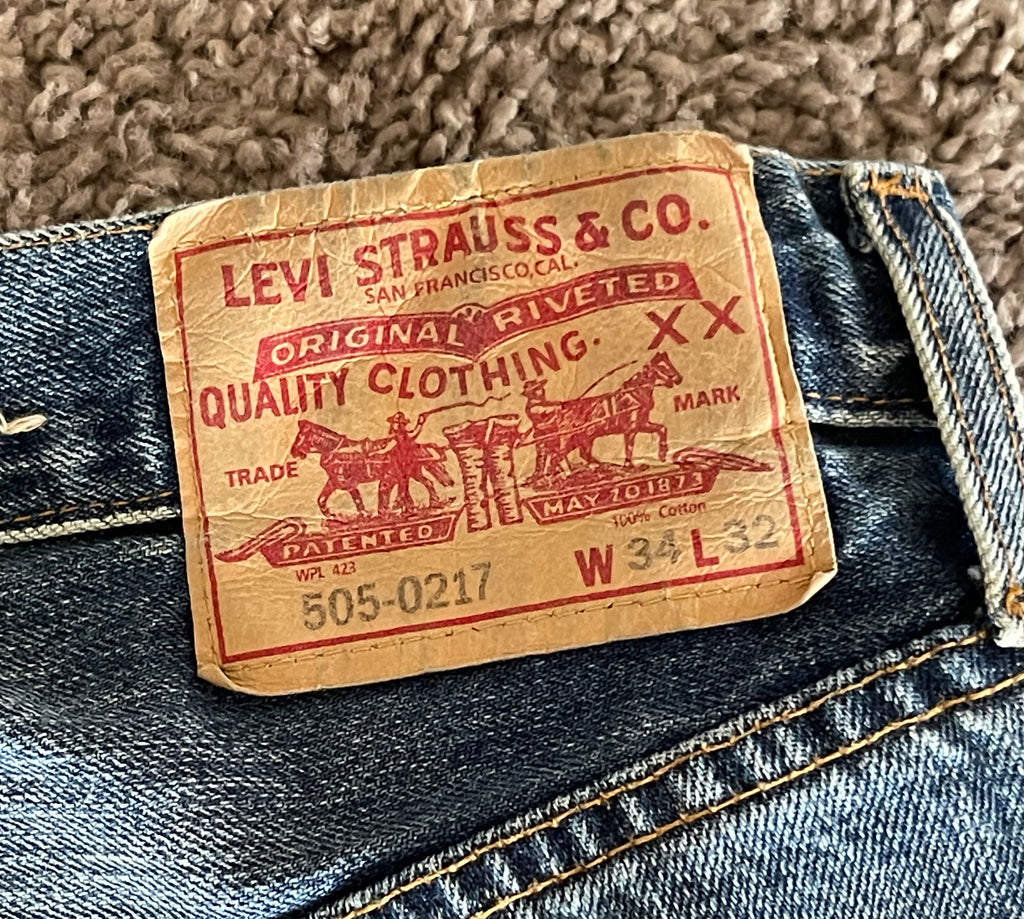 LEVI STRAUSS & CO.
SAN FRANCISCO, CAL.
ORIGINAL RIVETED
QUALITY CLOTHING. XX
TRADE MARK
PATENTED MAY 20 1873
WPL 423 100% Cotton
505-0217 W 34 L 32